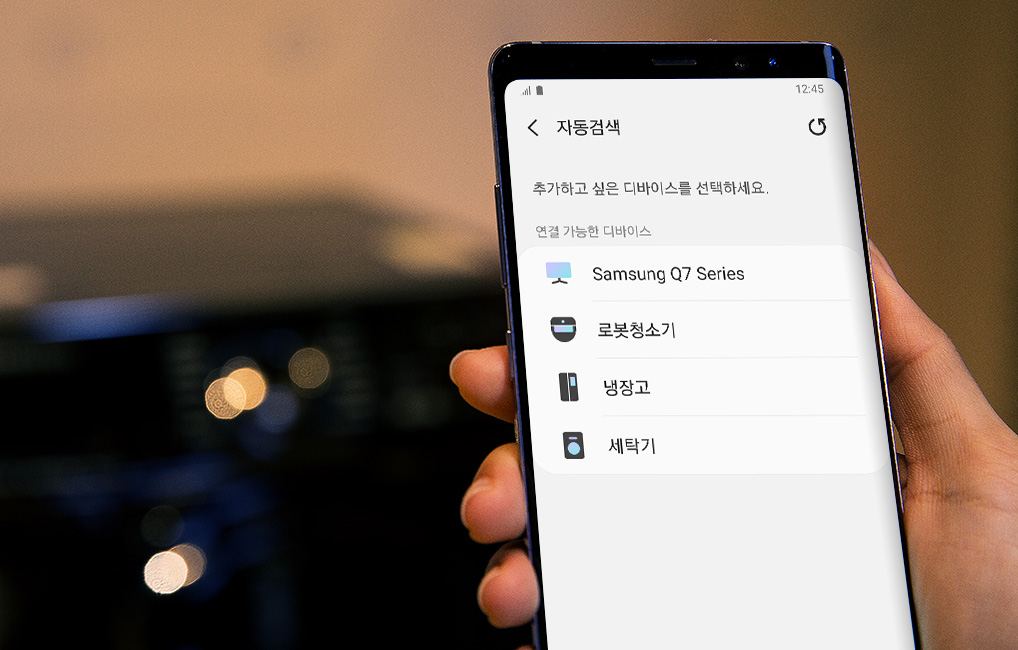 12:45
자동검색
추가하고 싶은 디바이스를 선택하세요.
연결 가능한 디바이스
Samsung Q7 Series
로봇청소기
냉장고
세탁기